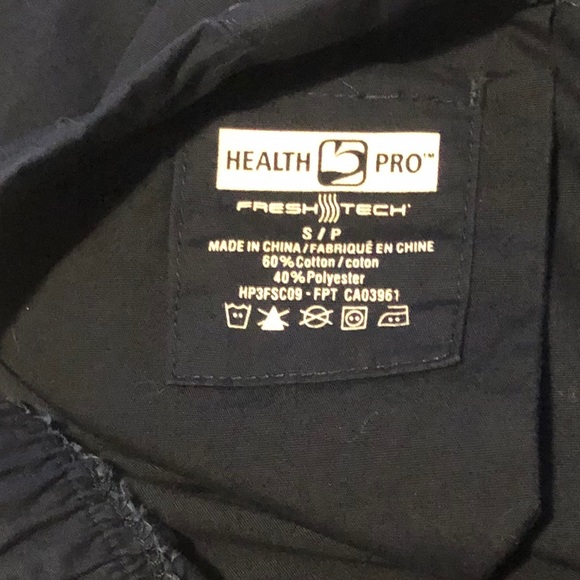 HEALTH PRO™
FRESH TECH
S / P
MADE IN CHINA / FABRIQUÉ EN CHINE
60% Cotton / coton
40% Polyester
HP3FSC09 - FPT CA03961